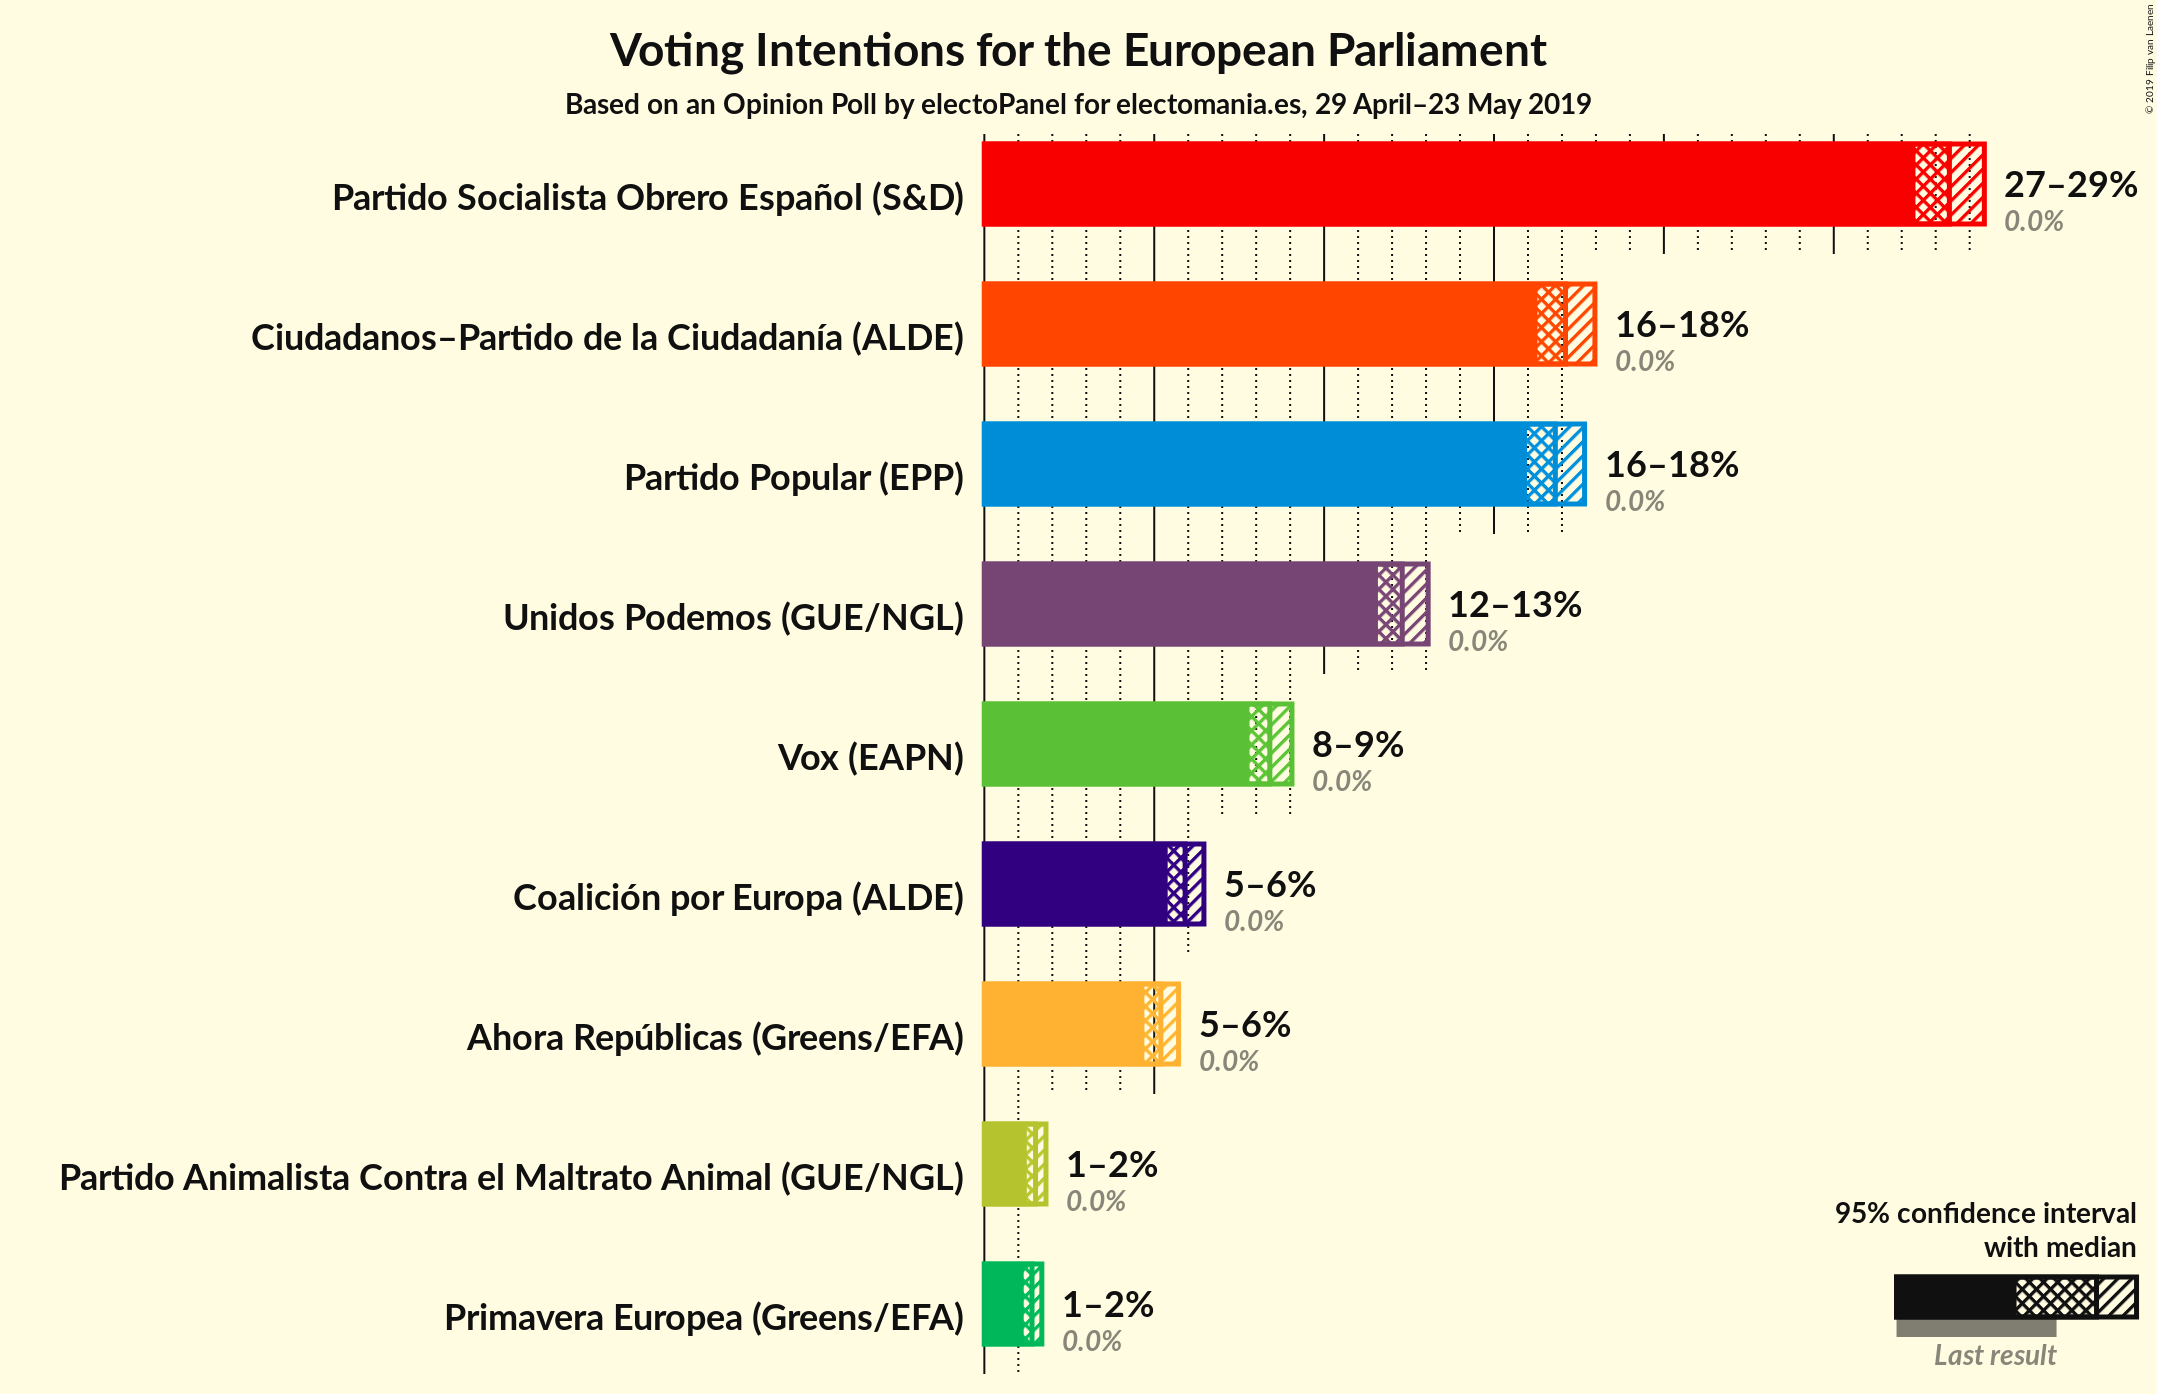 Voting Intentions for the European Parliament
Based on an Opinion Poll by electoPanel for electomania.es, 29 April–23 May 2019
© 2019 Filip van Laenen
Partido Socialista Obrero Español (S&D)
27–29%
0.0%
Ciudadanos–Partido de la Ciudadanía (ALDE)
16–18%
0.0%
Partido Popular (EPP)
16–18%
0.0%
Unidos Podemos (GUE/NGL)
12–13%
0.0%
Vox (EAPN)
8–9%
0.0%
Coalición por Europa (ALDE)
5–6%
0.0%
Ahora Repúblicas (Greens/EFA)
5–6%
0.0%
Partido Animalista Contra el Maltrato Animal (GUE/NGL)
1–2%
0.0%
Primavera Europea (Greens/EFA)
1–2%
0.0%
95% confidence interval
with median
Last result